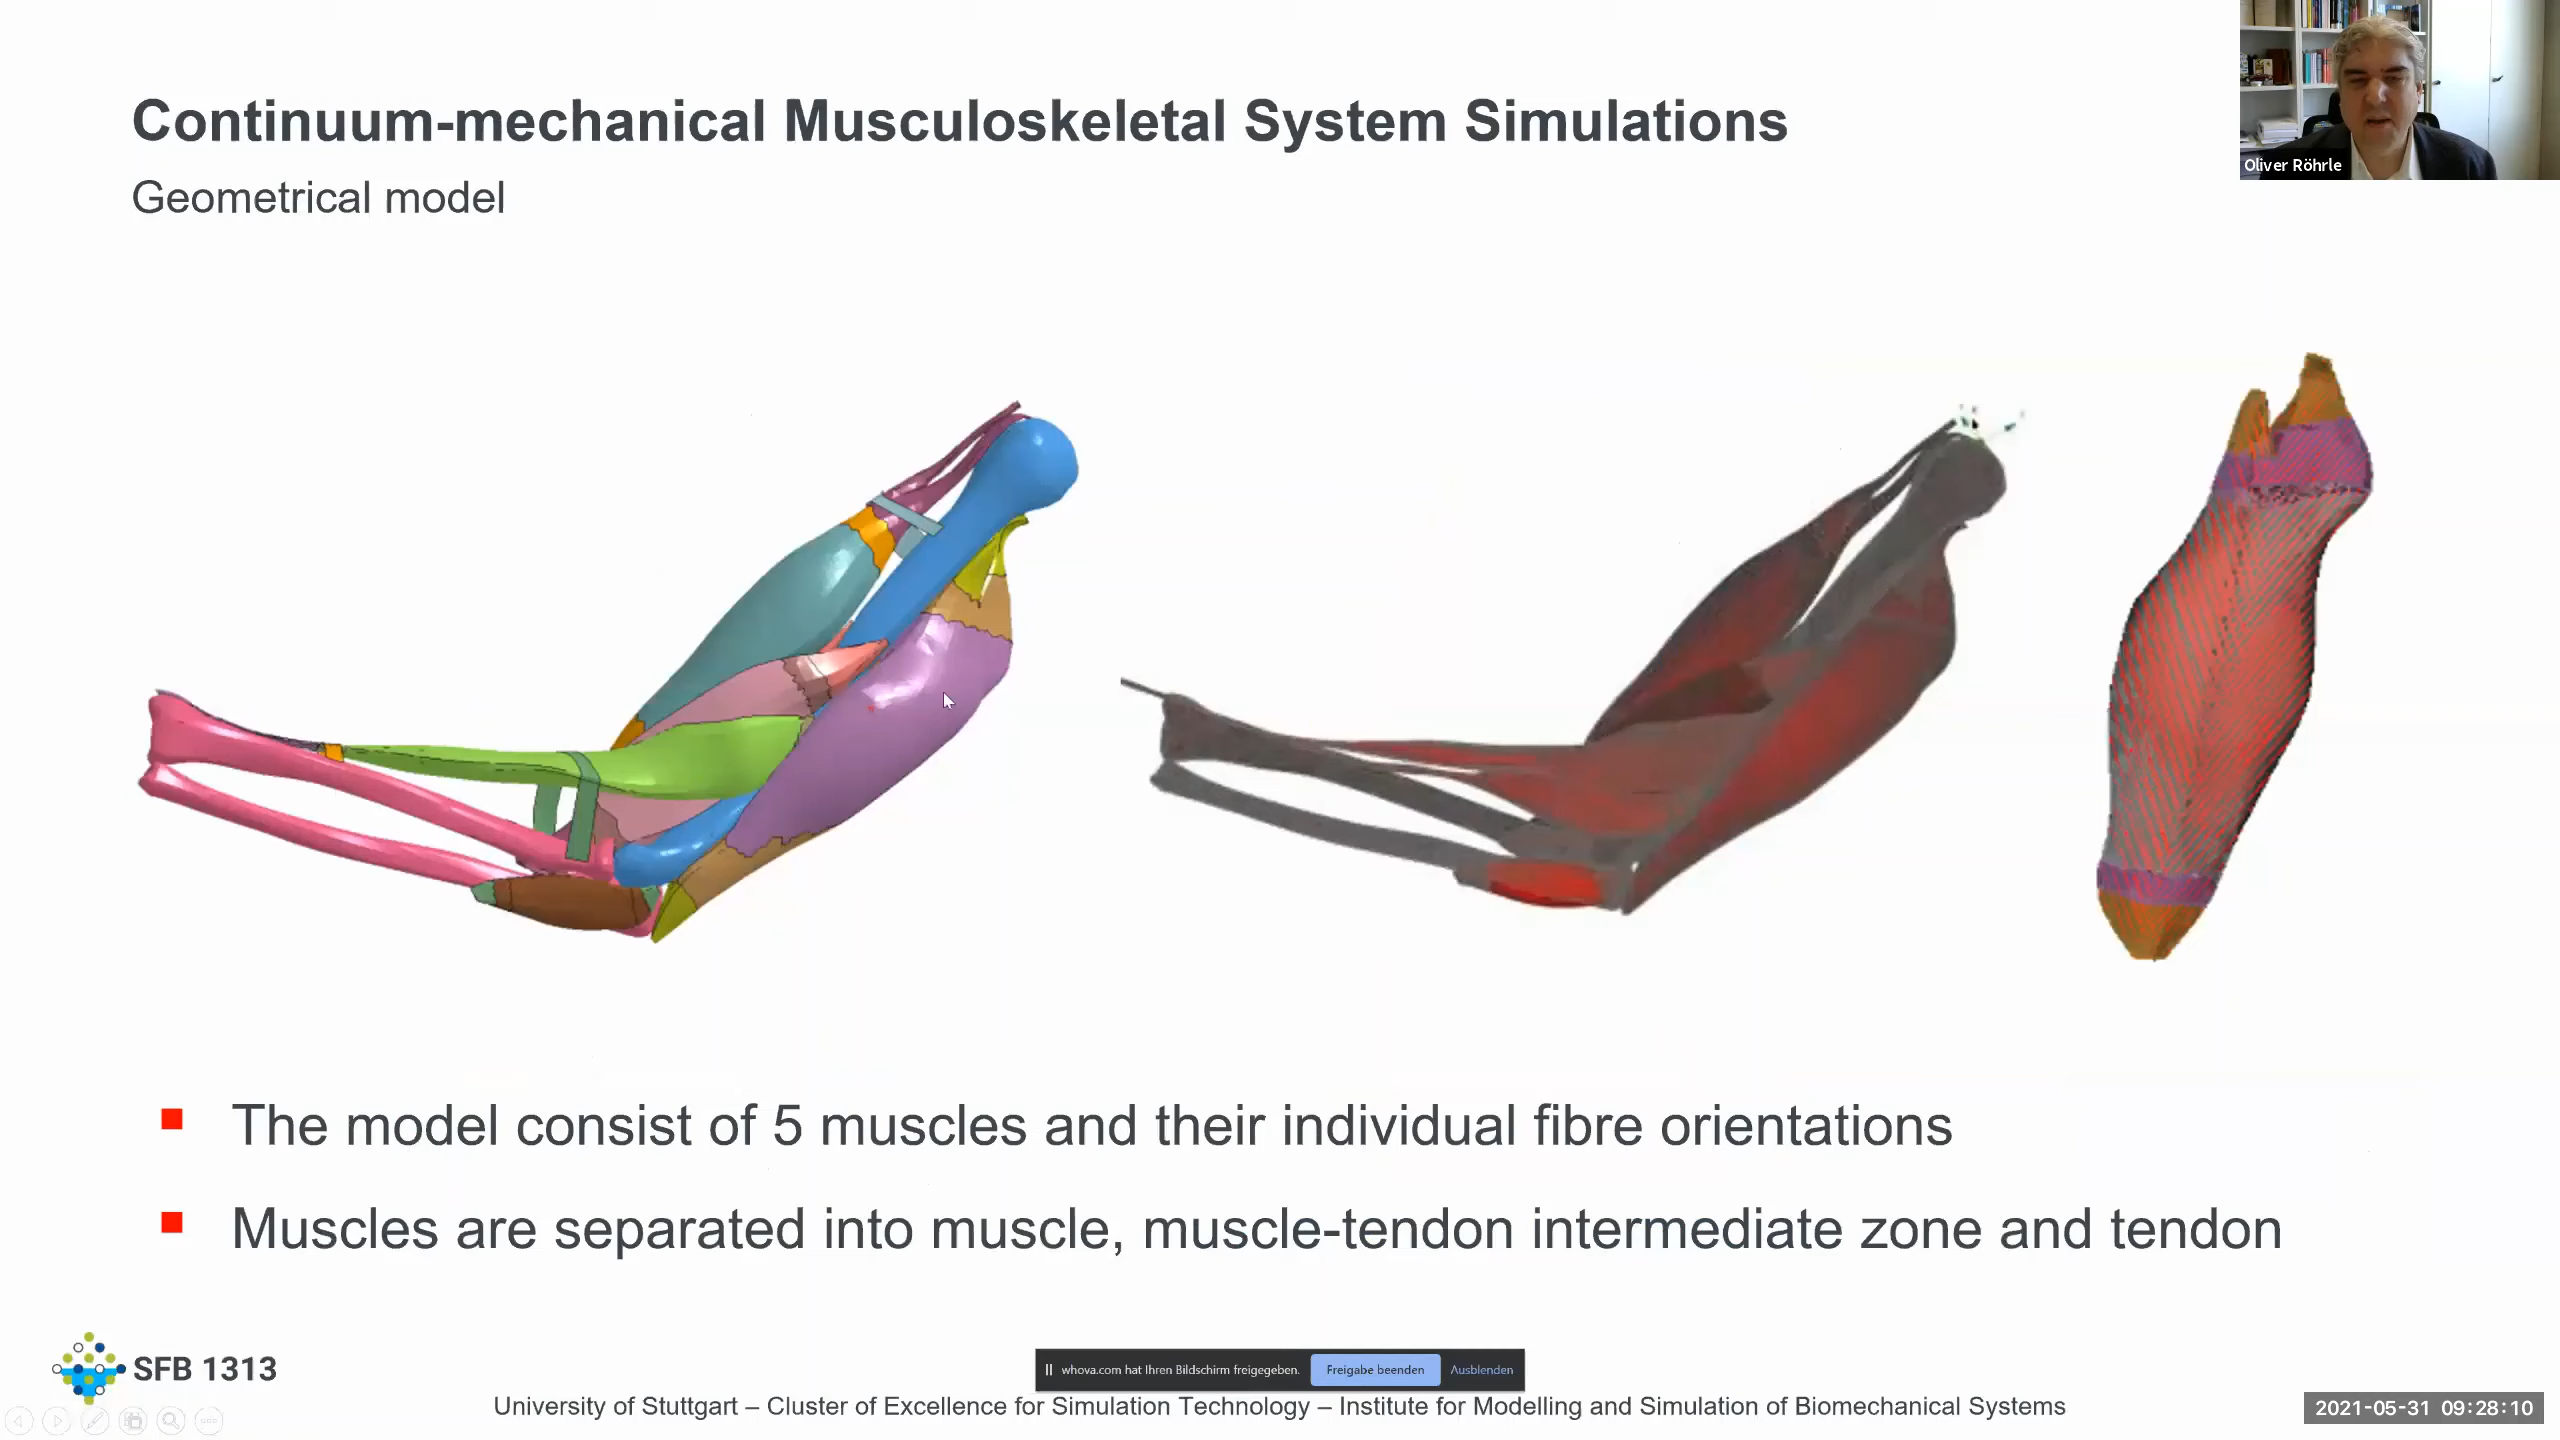 Continuum-mechanical Musculoskeletal System Simulations
Geometrical model
Oliver Röhrle
The model consist of 5 muscles and their individual fibre orientations
Muscles are separated into muscle, muscle-tendon intermediate zone and tendon
SFB 1313
whova.com hat Ihren Bildschirm freigegeben. Freigabe beenden Ausblenden
University of Stuttgart – Cluster of Excellence for Simulation Technology – Institute for Modelling and Simulation of Biomechanical Systems
2021-05-31 09:28:10